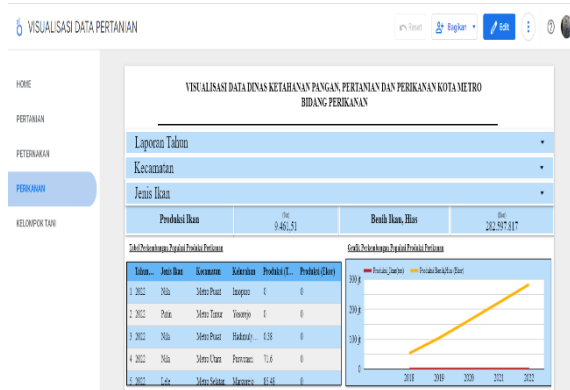 VISUALISASI DATA PERTANIAN
Reset
Bagikan
Edit
HOME
PERTANIAN
PETERNAKAN
PERIKANAN
KELOMPOK TANI
VISUALISASI DATA DINAS KETAHANAN PANGAN, PERTANIAN DAN PERIKANAN KOTA METRO
BIDANG PERIKANAN
Laporan Tahun
Kecamatan
Jenis Ikan
Produksi Ikan
9.461,51
Benih Ikan, Hias
282.597.817
Tabel Perkembangan Populasi Produksi Perikanan
Tahun... Jenis Ikan Kecamatan Kelurahan Produksi (T... Produksi (Ekor)
1 2022 Nila Metro Pusat Imopuro 0 0
2 2022 Patin Metro Timur Yosorejo 0 0
3 2022 Nila Metro Pusat Hadimuly... 0.38 0
4 2022 Nila Metro Utara Purwosari 71.6 0
5 2022 Lele Metro Selatan Margorejo 85.48 0
Grafik Perkembangan Populasi Produksi Perikanan
300 jt
200 jt
100 jt
0
2018 2019 2020 2021 2022